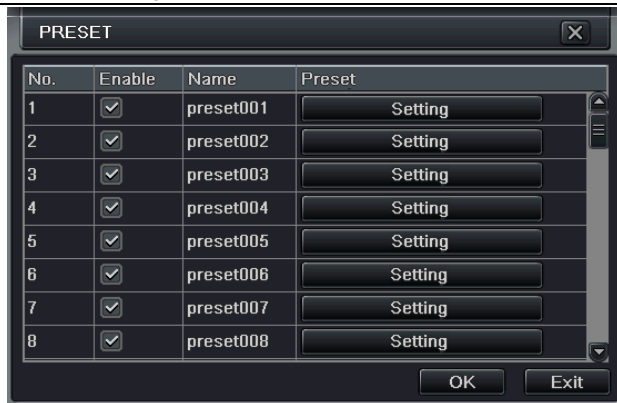 PRESET
No. Enable Name Preset
1 preset001 Setting
2 preset002 Setting
3 preset003 Setting
4 preset004 Setting
5 preset005 Setting
6 preset006 Setting
7 preset007 Setting
8 preset008 Setting
OK Exit